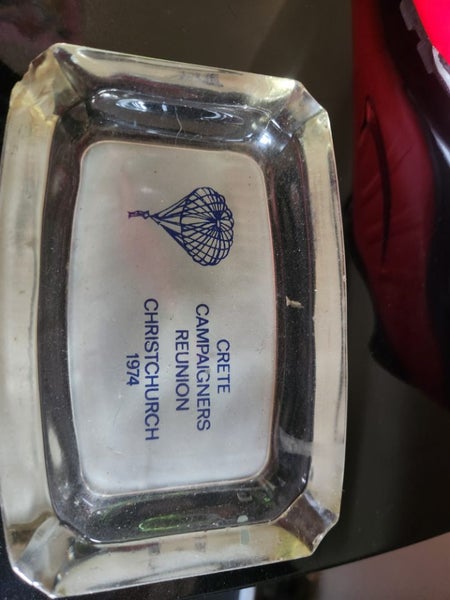 CRETE
CAMPAIGNERS
REUNION
CHRISTCHURCH
1974